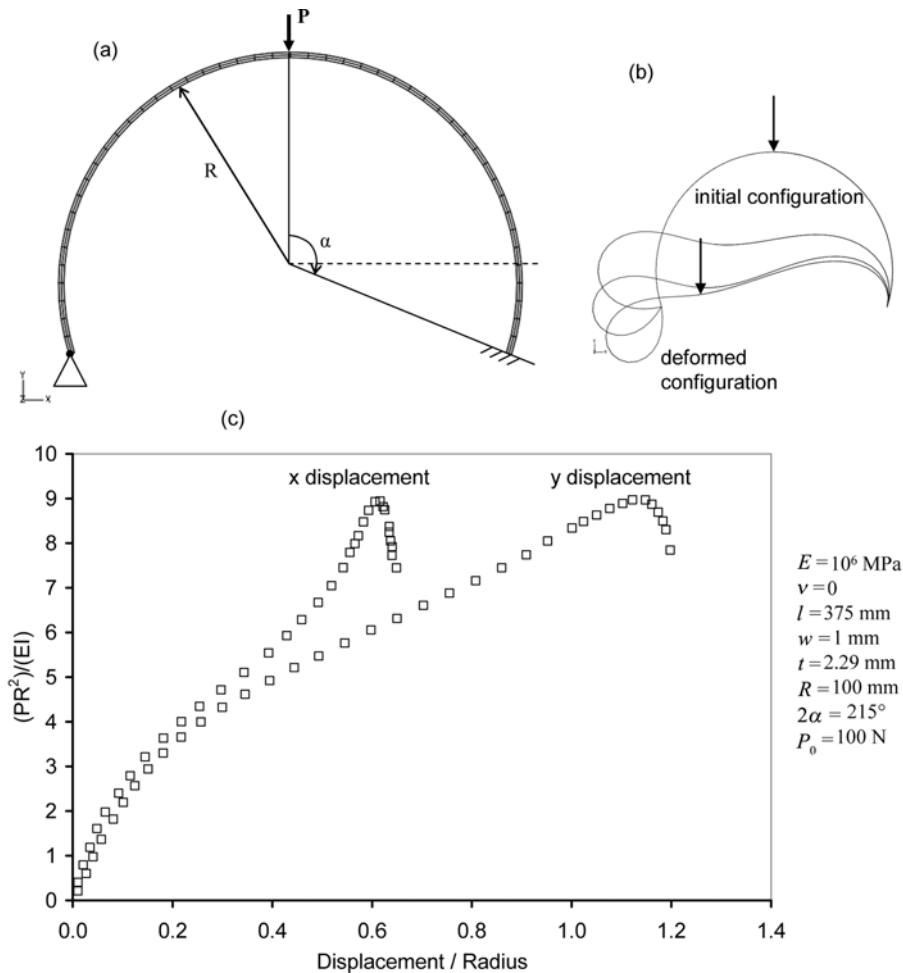 (a)
P
R
α
Y
Z X
(b)
initial configuration
deformed
configuration
(c)
x displacement
y displacement
(PR²)/(EI)
10
9
8
7
6
5
4
3
2
1
0
0.0 0.2 0.4 0.6 0.8 1.0 1.2 1.4
Displacement / Radius
E = 10⁶ MPa
ν = 0
l = 375 mm
w = 1 mm
t = 2.29 mm
R = 100 mm
2α = 215°
P₀ = 100 N